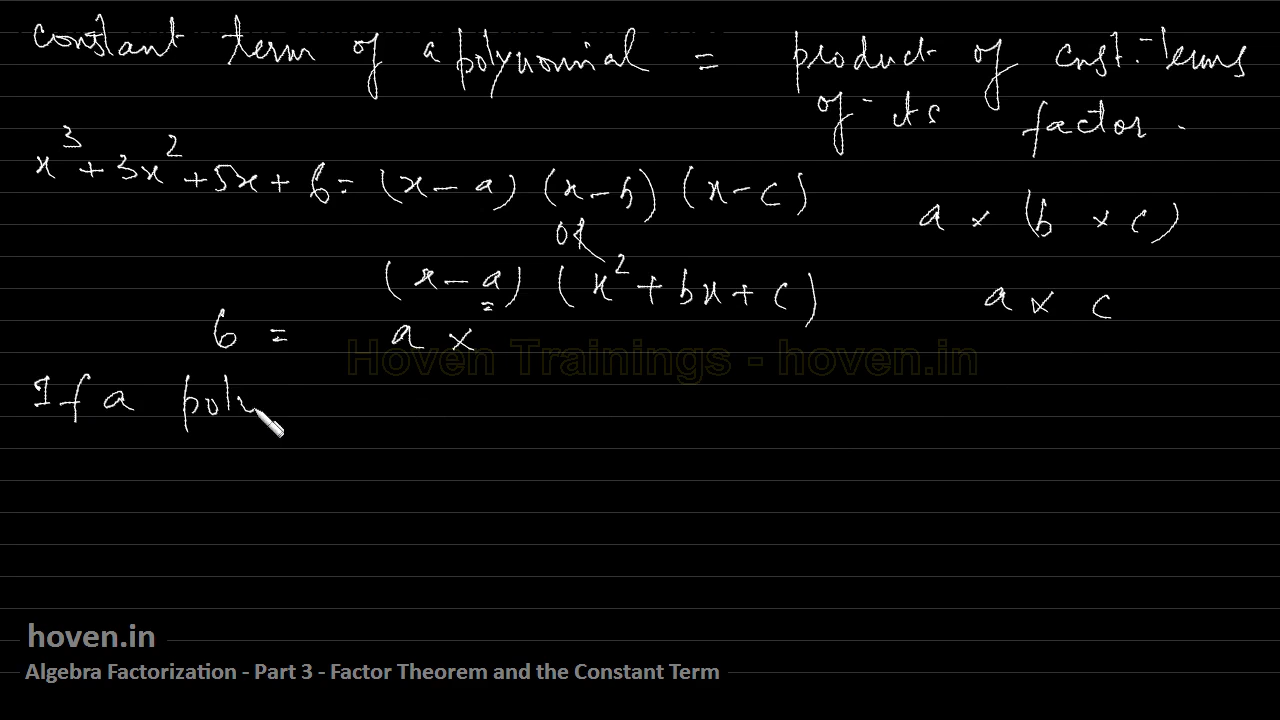 constant term of a polynomial = product of cnst. terms
of its factor.
x³ + 3x² + 5x + 6 = (x - a) (x - b) (x - c)
a × (b × c)
or
(x - a) (x² + bx + c)
a × c
6 = a ×
Hoven Trainings - hoven.in
If a poly
hoven.in
Algebra Factorization - Part 3 - Factor Theorem and the Constant Term